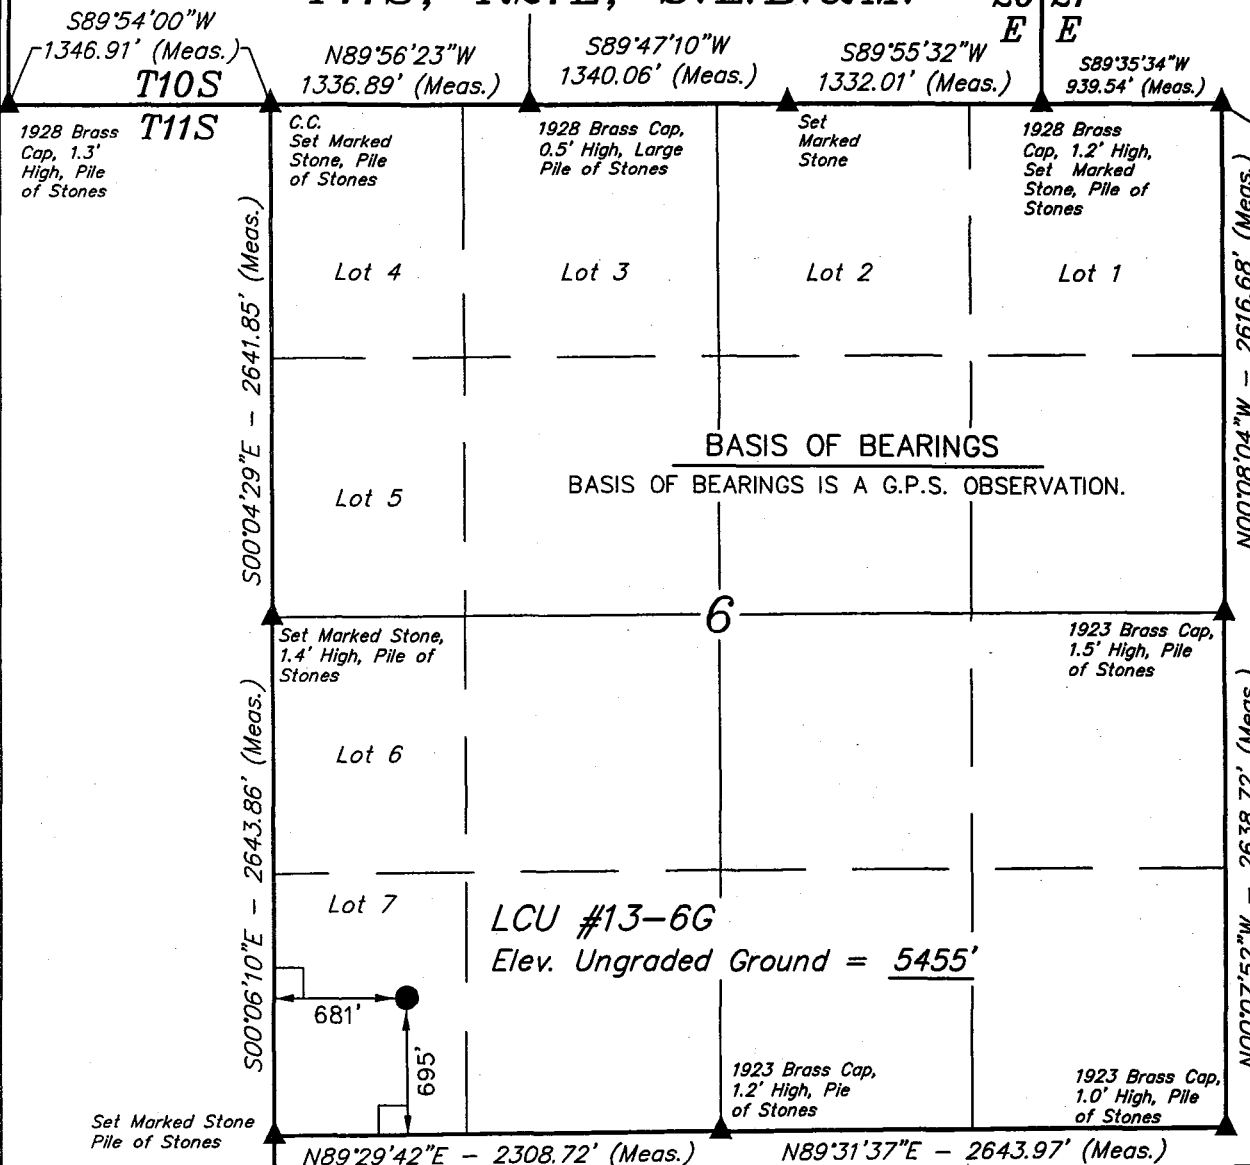 S89°54'00"W
1346.91' (Meas.)
N89°56'23"W
1336.89' (Meas.)
S89°47'10"W
1340.06' (Meas.)
S89°55'32"W
1332.01' (Meas.)
E E
S89°35'34"W
939.54' (Meas.)
T10S
T11S
1928 Brass
Cap, 1.3'
High, Pile
of Stones
C.C.
Set Marked
Stone, Pile
of Stones
1928 Brass Cap,
0.5' High, Large
Pile of Stones
Set
Marked
Stone
1928 Brass
Cap, 1.2' High,
Set Marked
Stone, Pile of
Stones
Lot 4
Lot 3
Lot 2
Lot 1
S00°04'29"E - 2641.85' (Meas.)
N00°08'04"W - 2616.68' (Meas.)
BASIS OF BEARINGS
BASIS OF BEARINGS IS A G.P.S. OBSERVATION.
Lot 5
6
Set Marked Stone,
1.4' High, Pile of
Stones
1923 Brass Cap,
1.5' High, Pile
of Stones
Lot 6
S00°06'10"E - 2643.86' (Meas.)
N00°07'52"W - 2638.72' (Meas.)
Lot 7
LCU #13-6G
Elev. Ungraded Ground = 5455'
681'
695'
1923 Brass Cap,
1.2' High, Pie
of Stones
1923 Brass Cap,
1.0' High, Pile
of Stones
Set Marked Stone
Pile of Stones
N89°29'42"E - 2308.72' (Meas.)
N89°31'37"E - 2643.97' (Meas.)